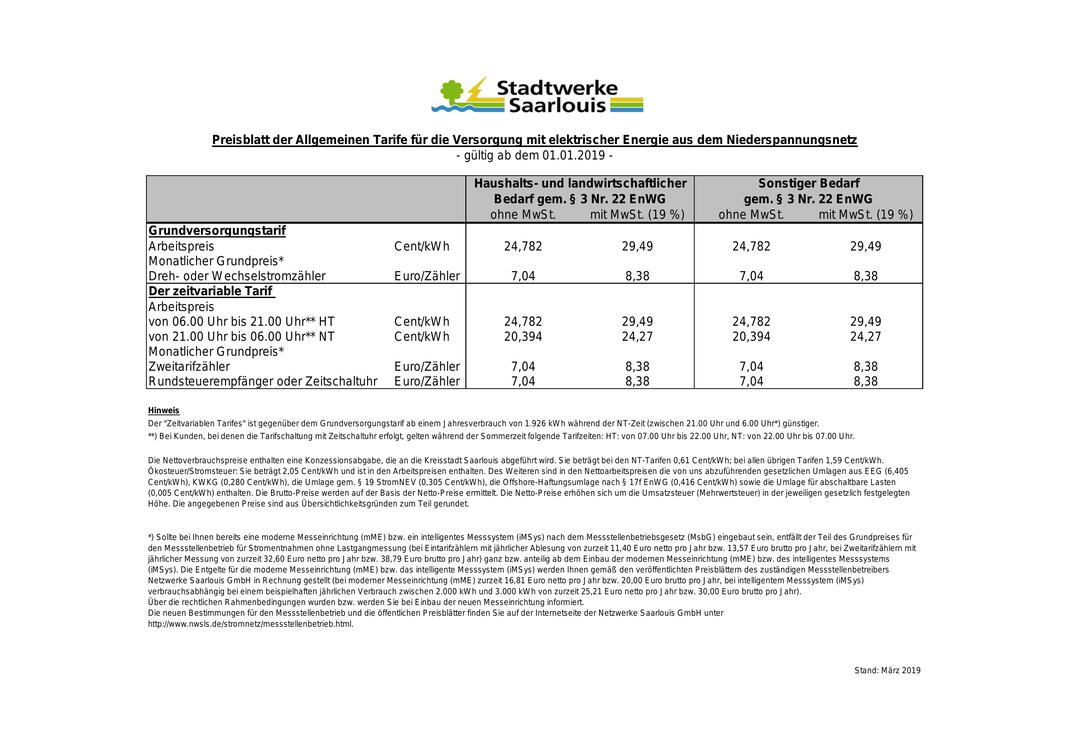 Stadtwerke
Saarlouis
Preisblatt der Allgemeinen Tarife für die Versorgung mit elektrischer Energie aus dem Niederspannungsnetz
- gültig ab dem 01.01.2019 -
Haushalts- und landwirtschaftlicher Sonstiger Bedarf
Bedarf gem. § 3 Nr. 22 EnWG gem. § 3 Nr. 22 EnWG
ohne MwSt. mit MwSt. (19 %) ohne MwSt. mit MwSt. (19 %)
Grundversorgungstarif
Arbeitspreis Cent/kWh 24,782 29,49 24,782 29,49
Monatlicher Grundpreis*
Dreh- oder Wechselstromzähler Euro/Zähler 7,04 8,38 7,04 8,38
Der zeitvariable Tarif
Arbeitspreis
von 06.00 Uhr bis 21.00 Uhr** HT Cent/kWh 24,782 29,49 24,782 29,49
von 21.00 Uhr bis 06.00 Uhr** NT Cent/kWh 20,394 24,27 20,394 24,27
Monatlicher Grundpreis*
Zweitarifzähler Euro/Zähler 7,04 8,38 7,04 8,38
Rundsteuerempfänger oder Zeitschaltuhr Euro/Zähler 7,04 8,38 7,04 8,38
Hinweis
Der "Zeitvariablen Tarifes" ist gegenüber dem Grundversorgungstarif ab einem Jahresverbrauch von 1.926 kWh während der NT-Zeit (zwischen 21.00 Uhr und 6.00 Uhr*) günstiger.
**) Bei Kunden, bei denen die Tarifschaltung mit Zeitschaltuhr erfolgt, gelten während der Sommerzeit folgende Tarifzeiten: HT: von 07.00 Uhr bis 22.00 Uhr, NT: von 22.00 Uhr bis 07.00 Uhr.
Die Nettoverbrauchspreise enthalten eine Konzessionsabgabe, die an die Kreisstadt Saarlouis abgeführt wird. Sie beträgt bei den NT-Tarifen 0,61 Cent/kWh; bei allen übrigen Tarifen 1,59 Cent/kWh.
Ökosteuer/Stromsteuer: Sie beträgt 2,05 Cent/kWh und ist in den Arbeitspreisen enthalten. Des Weiteren sind in den Nettoarbeitpreisen die von uns abzuführenden gesetzlichen Umlagen aus EEG (6,405
Cent/kWh), KWKG (0,280 Cent/kWh), die Umlage gem. § 19 StromNEV (0,305 Cent/kWh), die Offshore-Haftungsumlage nach § 17f EnWG (0,416 Cent/kWh) sowie die Umlage für abschaltbare Lasten
(0,005 Cent/kWh) enthalten. Die Brutto-Preise werden auf der Basis der Netto-Preise ermittelt. Die Netto-Preise erhöhen sich um die Umsatzsteuer (Mehrwertsteuer) in der jeweiligen gesetzlich festgelegten
Höhe. Die angegebenen Preise sind aus Übersichtlichkeitsgründen zum Teil gerundet.
*) Sollte bei Ihnen bereits eine moderne Messeinrichtung (mME) bzw. ein intelligentes Messsystem (iMSys) nach dem Messstellenbetriebsgesetz (MsbG) eingebaut sein, entfällt der Teil des Grundpreises für
den Messstellenbetrieb für Stromentnahmen ohne Lastgangmessung (bei Eintarifzählern mit jährlicher Ablesung von zurzeit 11,40 Euro netto pro Jahr bzw. 13,57 Euro brutto pro Jahr, bei Zweitarifzählern mit
jährlicher Messung von zurzeit 32,60 Euro netto pro Jahr bzw. 38,79 Euro brutto pro Jahr) ganz bzw. anteilig ab dem Einbau der modernen Messeinrichtung (mME) bzw. des intelligentes Messsystems
(iMSys). Die Entgelte für die moderne Messeinrichtung (mME) bzw. das intelligente Messsystem (iMSys) werden Ihnen gemäß den veröffentlichten Preisblättern des zuständigen Messstellenbetreibers
Netzwerke Saarlouis GmbH in Rechnung gestellt (bei moderner Messeinrichtung (mME) zurzeit 16,81 Euro netto pro Jahr bzw. 20,00 Euro brutto pro Jahr, bei intelligentem Messsystem (iMSys)
verbrauchsabhängig bei einem beispielhaften jährlichen Verbrauch zwischen 2.000 kWh und 3.000 kWh von zurzeit 25,21 Euro netto pro Jahr bzw. 30,00 Euro brutto pro Jahr).
Über die rechtlichen Rahmenbedingungen wurden bzw. werden Sie bei Einbau der neuen Messeinrichtung informiert.
Die neuen Bestimmungen für den Messstellenbetrieb und die öffentlichen Preisblätter finden Sie auf der Internetseite der Netzwerke Saarlouis GmbH unter
http://www.nwsls.de/stromnetz/messstellenbetrieb.html.
Stand: März 2019